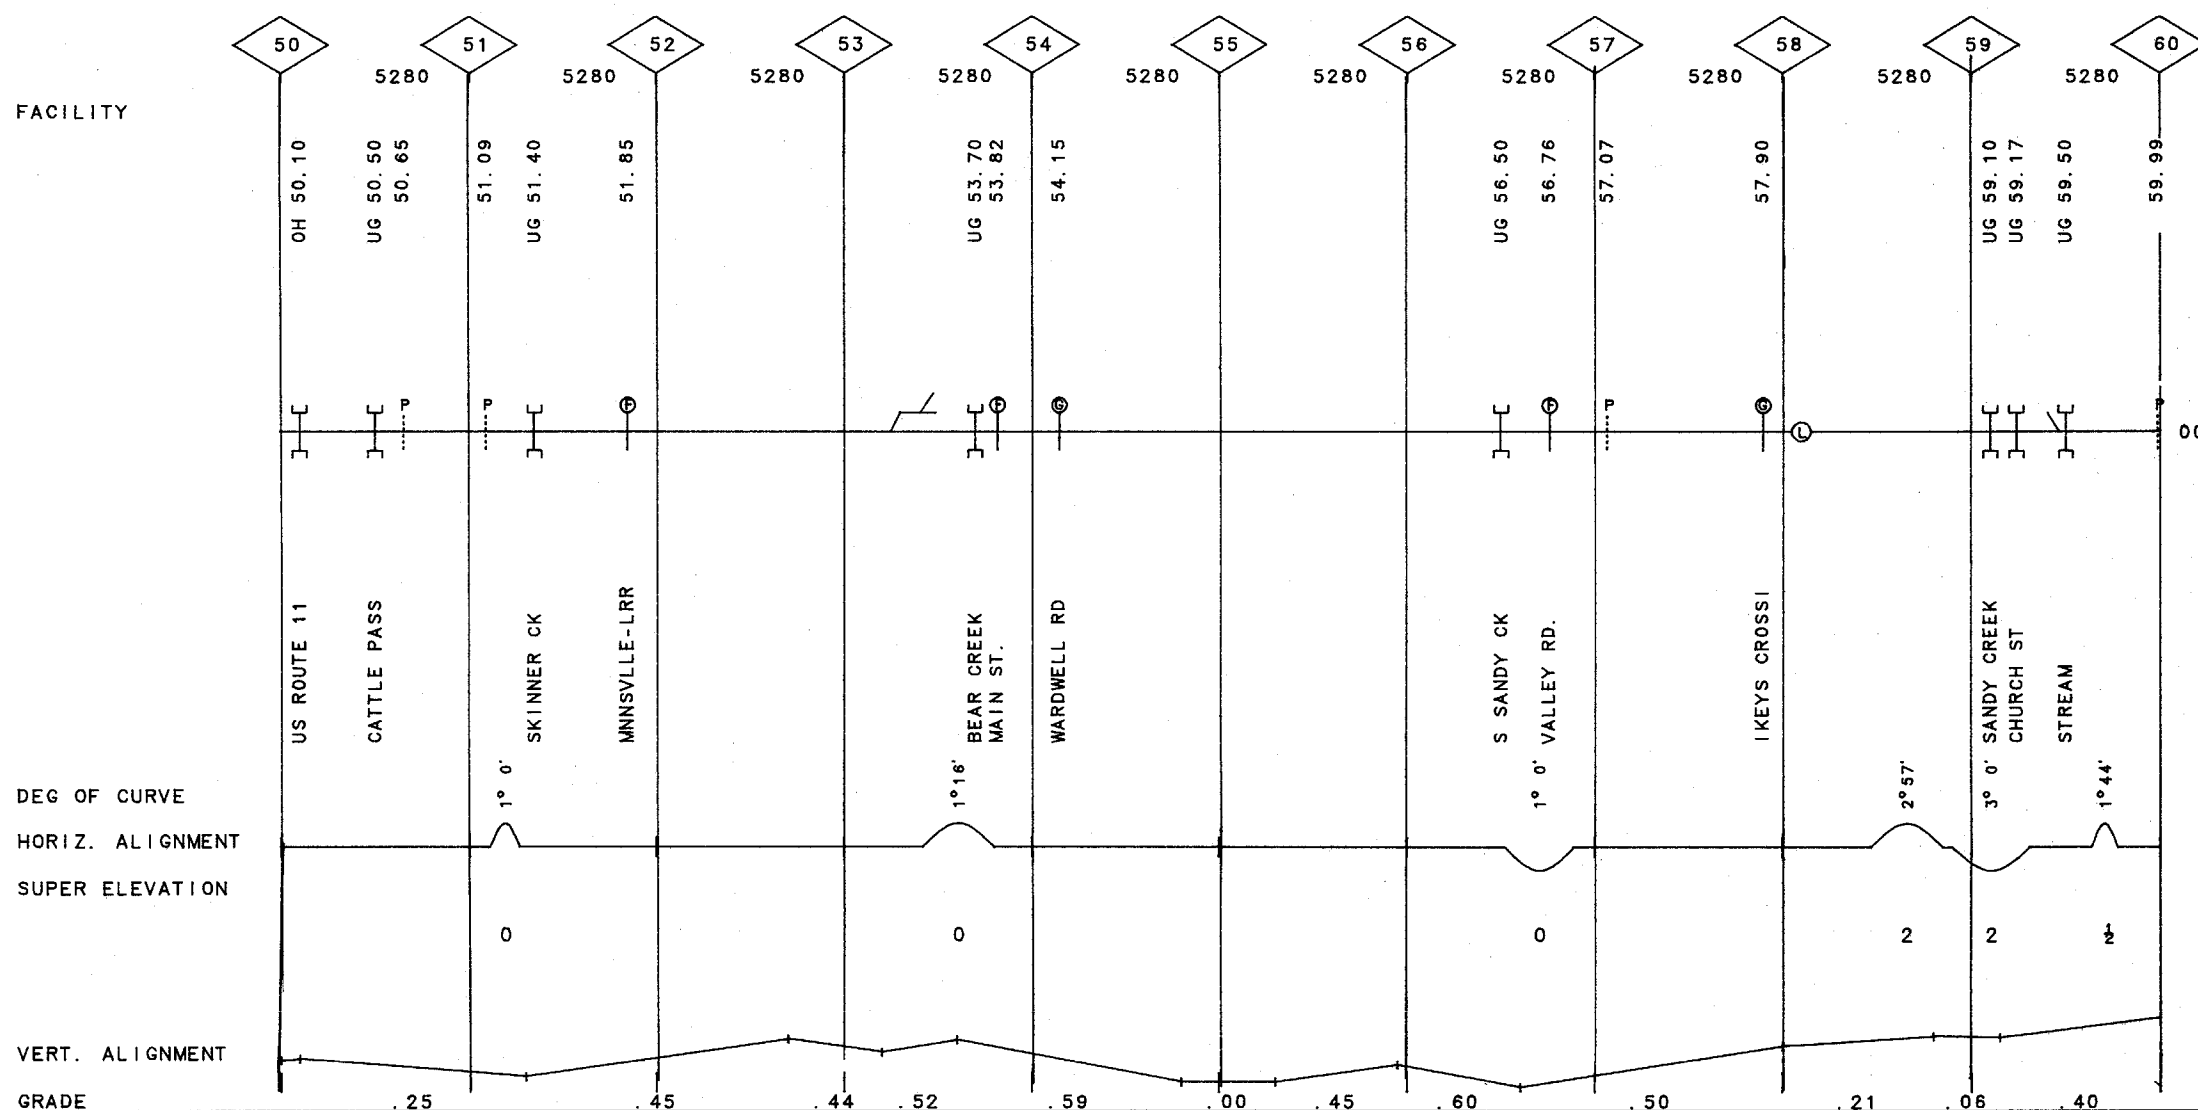 50 51 52 53 54 55 56 57 58 59 60
5280 5280 5280 5280 5280 5280 5280 5280 5280 5280
FACILITY
OH 50.10
UG 50.50
50.65
51.09
UG 51.40
51.85
UG 53.70
53.82
54.15
UG 56.50
56.76
57.07
57.90
UG 59.10
UG 59.17
UG 59.50
59.99
P P F F G F P G L P
US ROUTE 11
CATTLE PASS
SKINNER CK
MNNSVLLE-LRR
BEAR CREEK
MAIN ST.
WARDWELL RD
S SANDY CK
VALLEY RD.
IKEYS CROSSI
SANDY CREEK
CHURCH ST
STREAM
DEG OF CURVE 1° 0' 1°16' 1° 0' 2°57' 3° 0' 1°44'
HORIZ. ALIGNMENT
SUPER ELEVATION
0 0 0 2 2 ½
VERT. ALIGNMENT
GRADE .25 .45 .44 .52 .59 .00 .45 .60 .50 .21 .06 .40